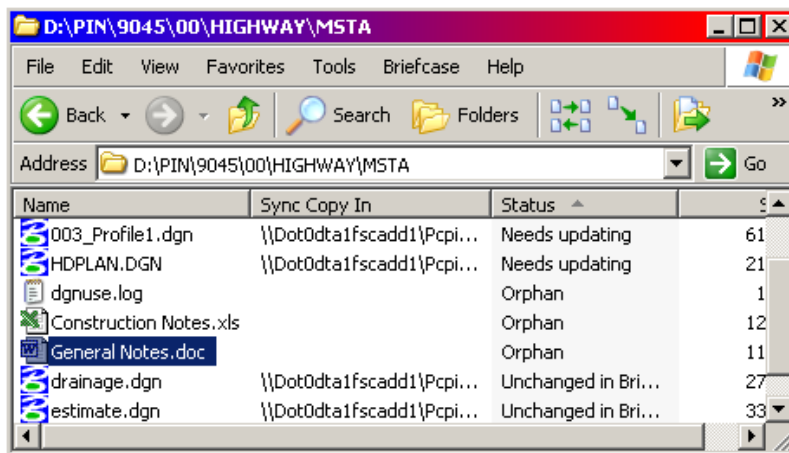 D:\PIN\9045\00\HIGHWAY\MSTA
File Edit View Favorites Tools Briefcase Help
Back Search Folders »
Address D:\PIN\9045\00\HIGHWAY\MSTA Go
Name Sync Copy In Status
003_Profile1.dgn \\Dot0dta1fscadd1\Pcpi... Needs updating 61
HDPLAN.DGN \\Dot0dta1fscadd1\Pcpi... Needs updating 21
dgnuse.log Orphan 1
Construction Notes.xls Orphan 12
General Notes.doc Orphan 11
drainage.dgn \\Dot0dta1fscadd1\Pcpi... Unchanged in Bri... 27
estimate.dgn \\Dot0dta1fscadd1\Pcpi... Unchanged in Bri... 33